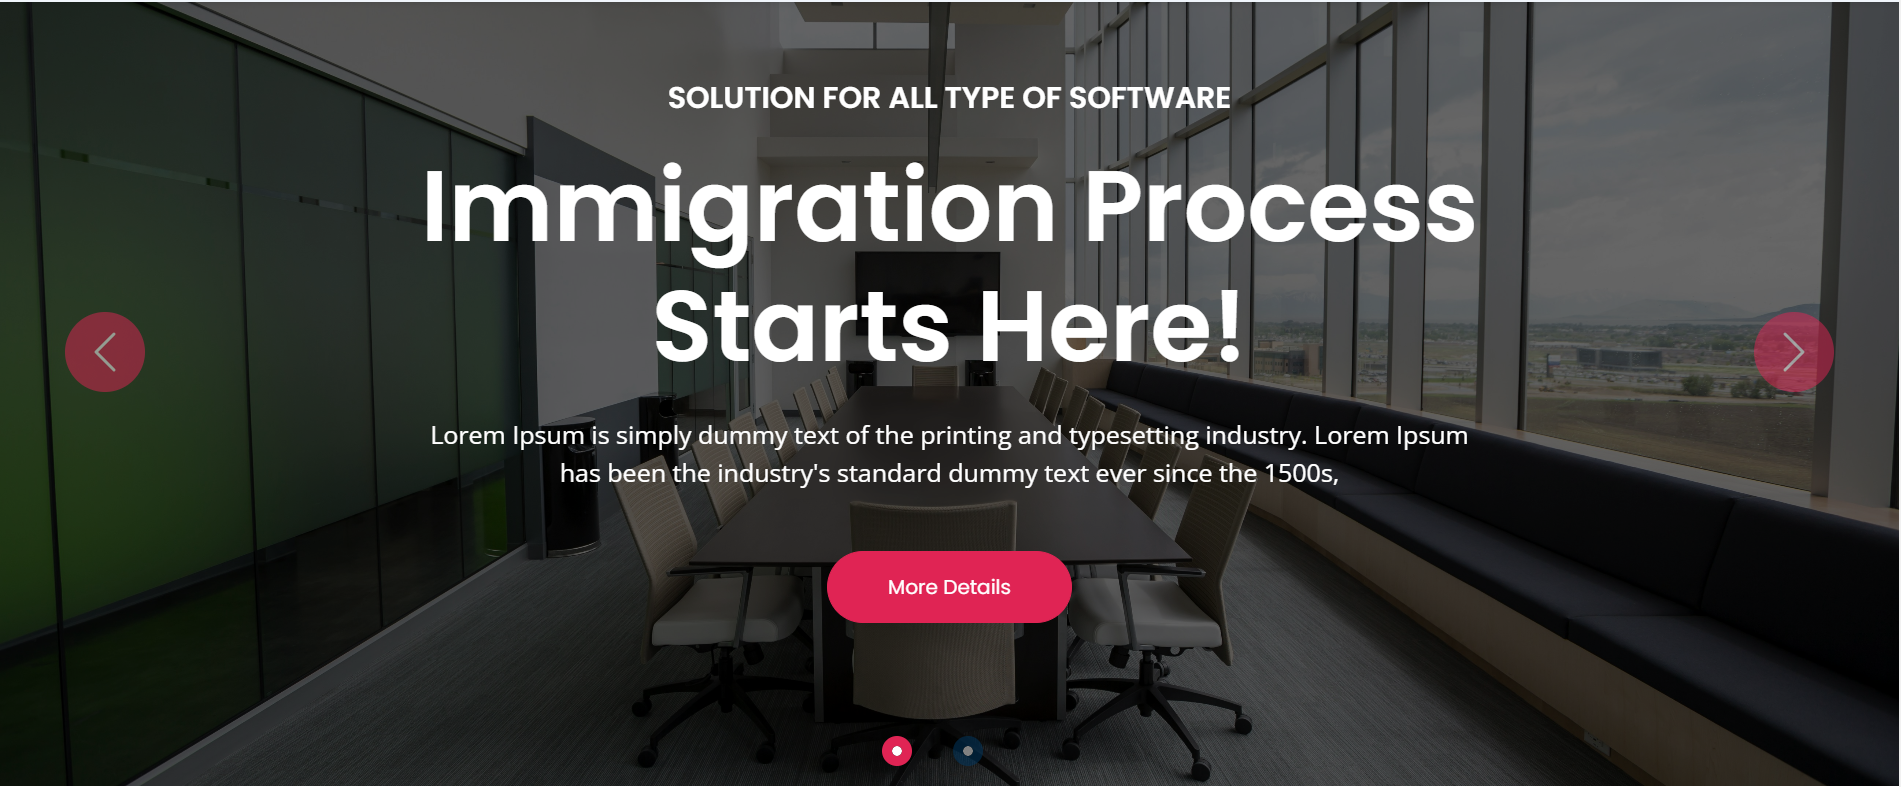 SOLUTION FOR ALL TYPE OF SOFTWARE
Immigration Process
Starts Here!
Lorem Ipsum is simply dummy text of the printing and typesetting industry. Lorem Ipsum
has been the industry's standard dummy text ever since the 1500s,
More Details